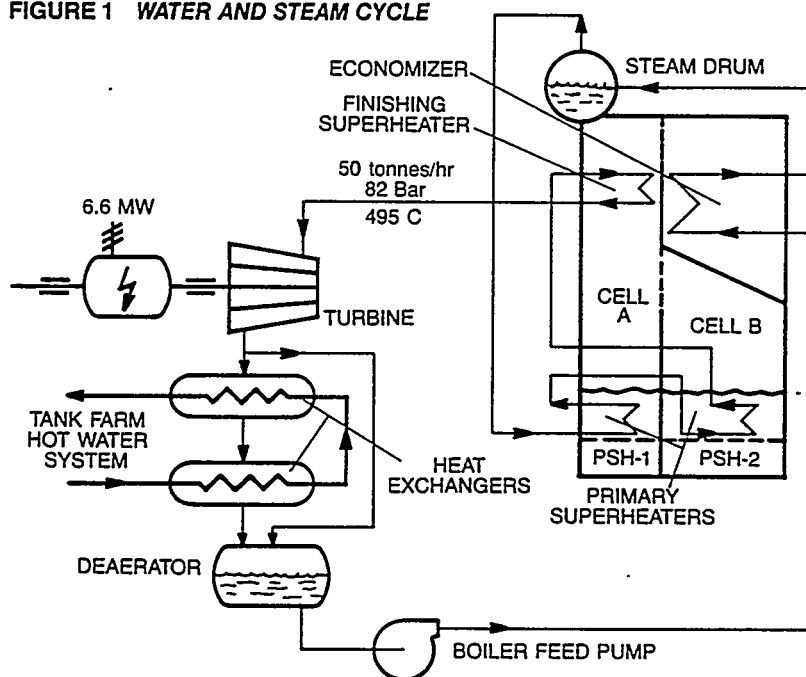 FIGURE 1 WATER AND STEAM CYCLE
ECONOMIZER
STEAM DRUM
FINISHING
SUPERHEATER
50 tonnes/hr
82 Bar
495 C
6.6 MW
TURBINE
CELL
A
CELL B
TANK FARM
HOT WATER
SYSTEM
HEAT
EXCHANGERS
PSH-1
PSH-2
PRIMARY
SUPERHEATERS
DEAERATOR
BOILER FEED PUMP